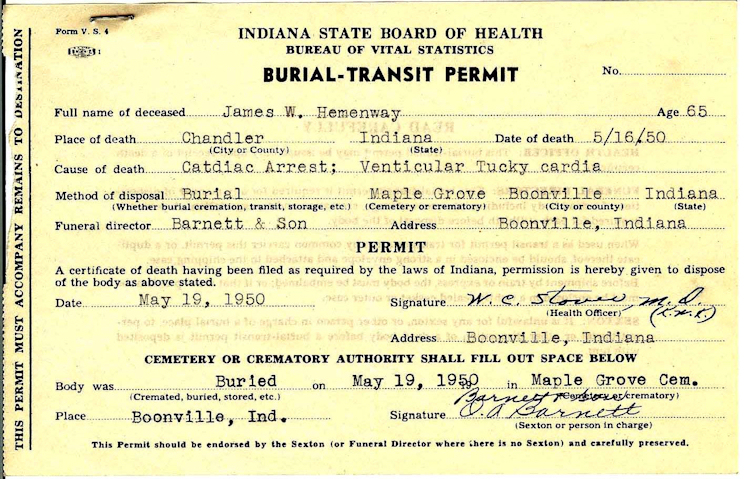 Form V. S. 4
INDIANA STATE BOARD OF HEALTH
BUREAU OF VITAL STATISTICS
BURIAL-TRANSIT PERMIT
No.
Full name of deceased James W. Hemenway Age 65
Place of death Chandler Indiana Date of death 5/16/50
(City or County) (State)
Cause of death Catdiac Arrest; Venticular Tucky cardia
Method of disposal Burial Maple Grove Boonville Indiana
(Whether burial cremation, transit, storage, etc.) (Cemetery or crematory) (City or county) (State)
Funeral director Barnett & Son Address Boonville, Indiana
PERMIT
A certificate of death having been filed as required by the laws of Indiana, permission is hereby given to dispose
of the body as above stated.
Date May 19, 1950 Signature W. C. Stover, M. D.
(Health Officer)
Address Boonville, Indiana
CEMETERY OR CREMATORY AUTHORITY SHALL FILL OUT SPACE BELOW
Body was Buried on May 19, 1950 in Maple Grove Cem.
(Cremated, buried, stored, etc.) (Cemetery or crematory)
Barnett & Son
Place Boonville, Ind. Signature O. A. Barnett
(Sexton or person in charge)
This Permit should be endorsed by the Sexton (or Funeral Director where there is no Sexton) and carefully preserved.
THIS PERMIT MUST ACCOMPANY REMAINS TO DESTINATION